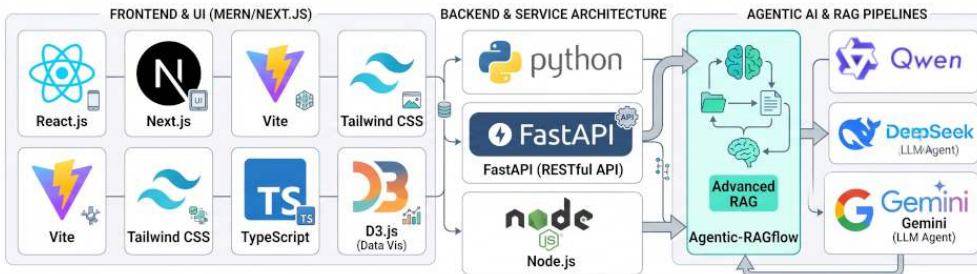 FRONTEND & UI (MERN/NEXT.JS)
React.js
N
UI
Next.js
Vite
Tailwind CSS
Vite
Tailwind CSS
TS
TS
TypeScript
D3
D3.js
(Data Vis)
BACKEND & SERVICE ARCHITECTURE
python
API
FastAPI
FastAPI (RESTful API)
node
JS
Node.js
AGENTIC AI & RAG PIPELINES
Advanced
RAG
Agentic-RAGflow
Qwen
DeepSeek
(LLM Agent)
Gemini
Gemini
(LLM Agent)